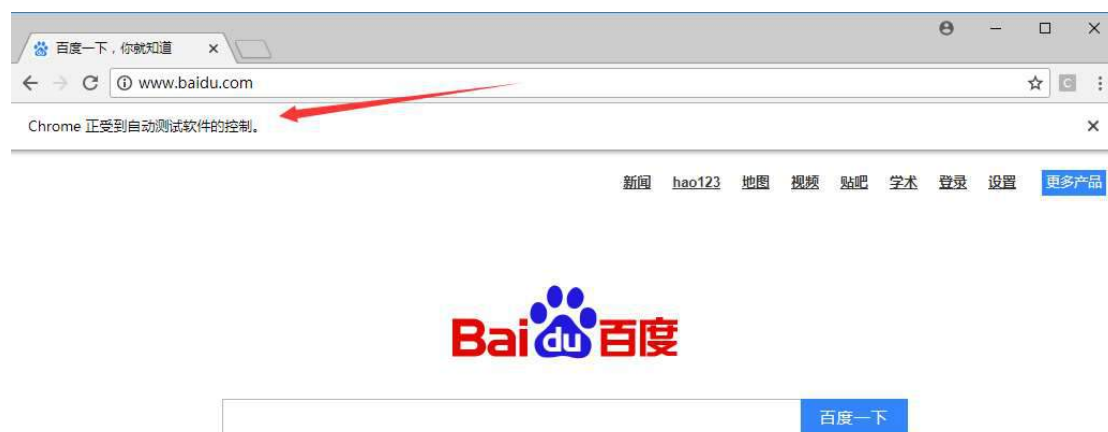 百度一下，你就知道
www.baidu.com
Chrome 正受到自动测试软件的控制。
新闻 hao123 地图 视频 贴吧 学术 登录 设置 更多产品
Bai du 百度
百度一下